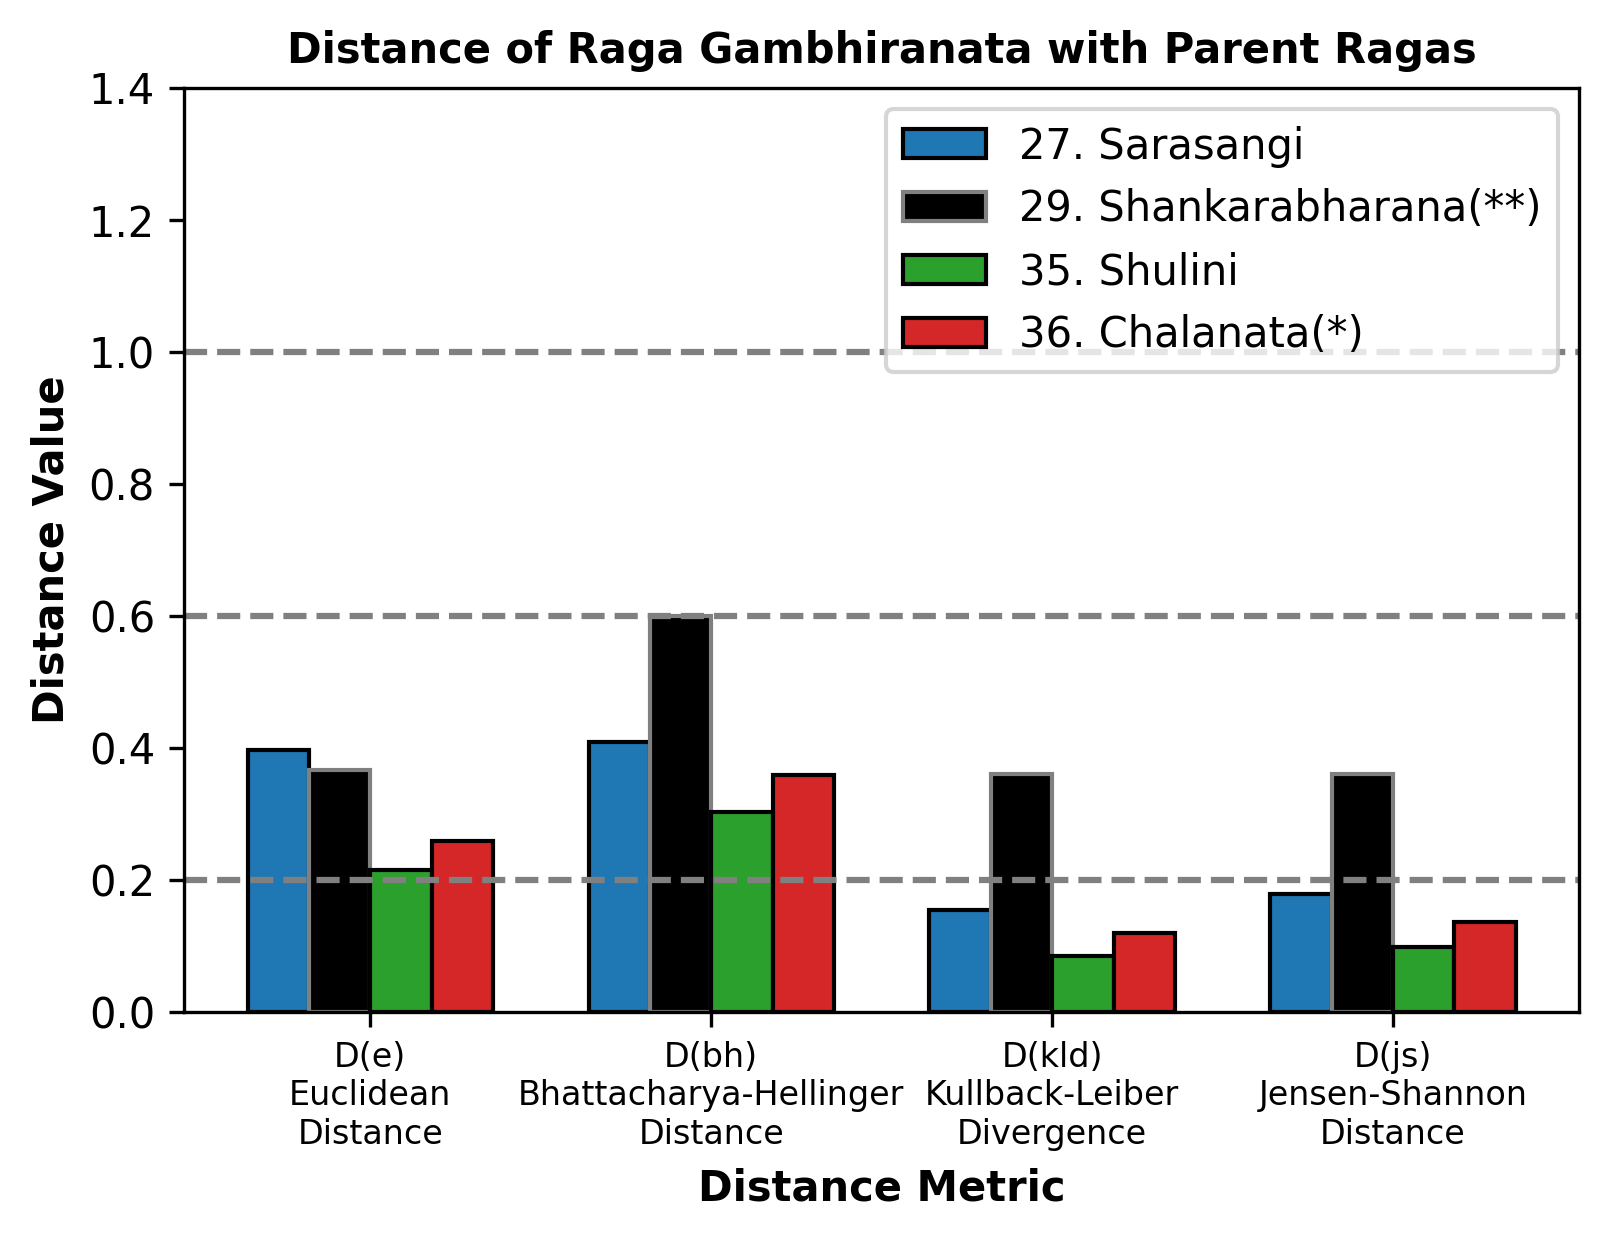 Distance of Raga Gambhiranata with Parent Ragas
1.4
1.2
1.0
0.8
0.6
0.4
0.2
0.0
Distance Value
27. Sarasangi
29. Shankarabharana(**)
35. Shulini
36. Chalanata(*)
D(e)
Euclidean
Distance
D(bh)
Bhattacharya-Hellinger
Distance
D(kld)
Kullback-Leiber
Divergence
D(js)
Jensen-Shannon
Distance
Distance Metric